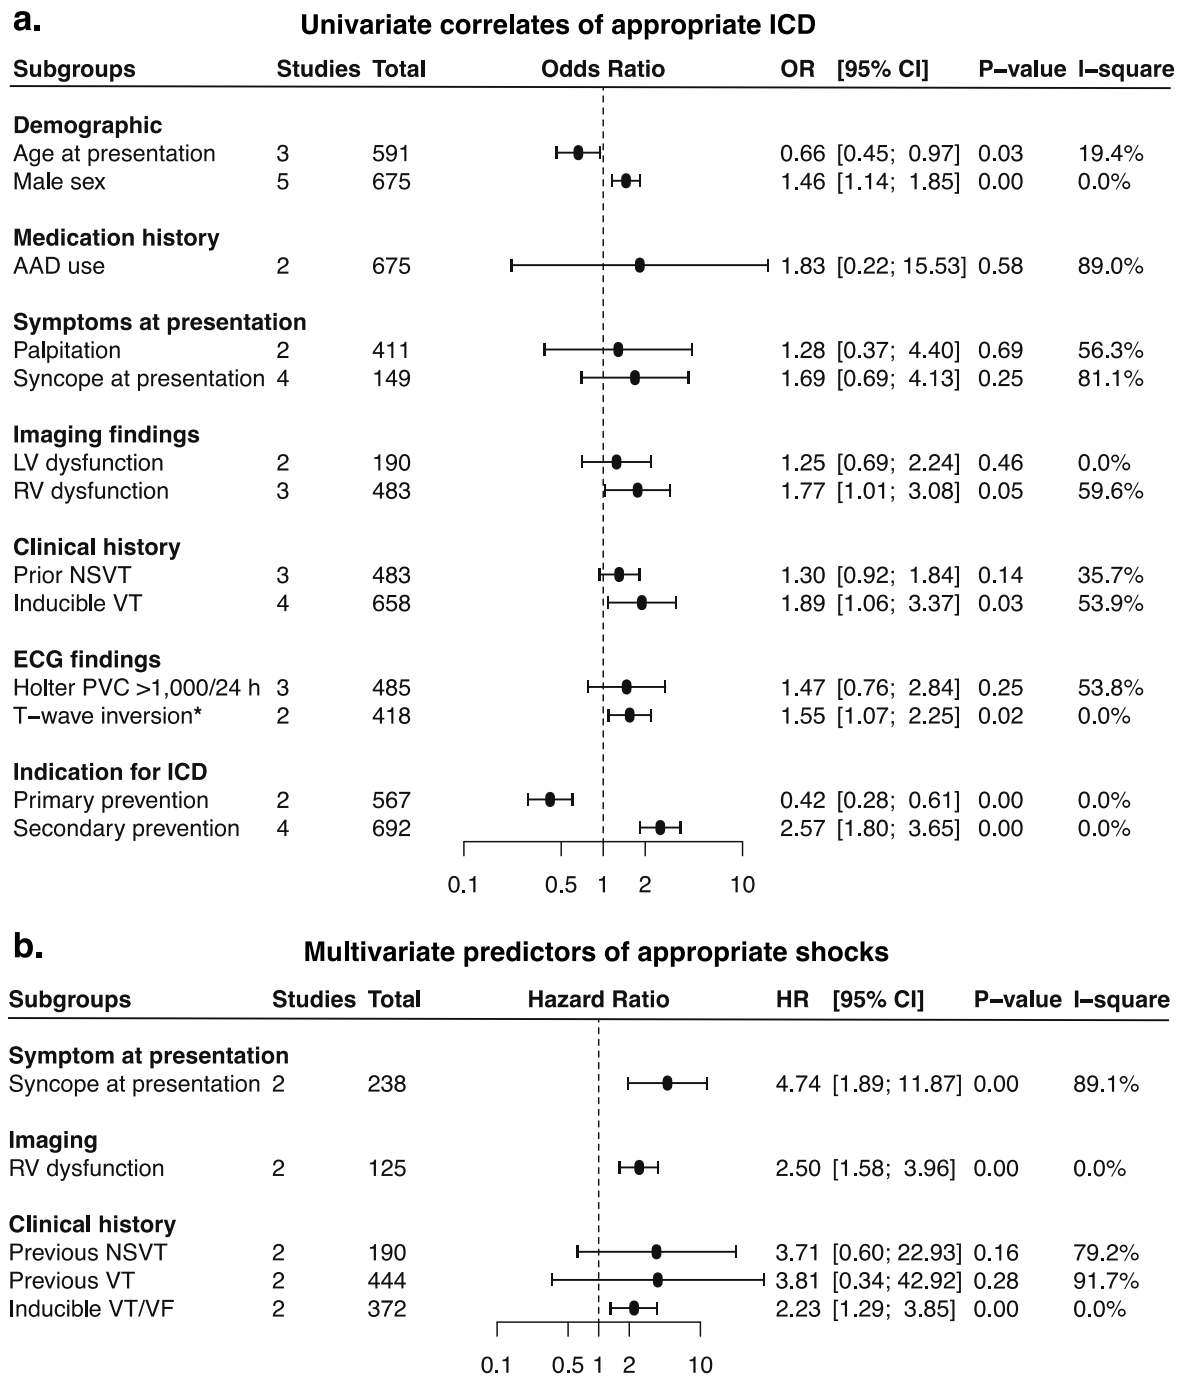 a. Univariate correlates of appropriate ICD
Subgroups Studies Total Odds Ratio OR [95% CI] P–value I–square
Demographic
Age at presentation 3 591 0.66 [0.45; 0.97] 0.03 19.4%
Male sex 5 675 1.46 [1.14; 1.85] 0.00 0.0%
Medication history
AAD use 2 675 1.83 [0.22; 15.53] 0.58 89.0%
Symptoms at presentation
Palpitation 2 411 1.28 [0.37; 4.40] 0.69 56.3%
Syncope at presentation 4 149 1.69 [0.69; 4.13] 0.25 81.1%
Imaging findings
LV dysfunction 2 190 1.25 [0.69; 2.24] 0.46 0.0%
RV dysfunction 3 483 1.77 [1.01; 3.08] 0.05 59.6%
Clinical history
Prior NSVT 3 483 1.30 [0.92; 1.84] 0.14 35.7%
Inducible VT 4 658 1.89 [1.06; 3.37] 0.03 53.9%
ECG findings
Holter PVC >1,000/24 h 3 485 1.47 [0.76; 2.84] 0.25 53.8%
T–wave inversion* 2 418 1.55 [1.07; 2.25] 0.02 0.0%
Indication for ICD
Primary prevention 2 567 0.42 [0.28; 0.61] 0.00 0.0%
Secondary prevention 4 692 2.57 [1.80; 3.65] 0.00 0.0%
0.1 0.5 1 2 10
b. Multivariate predictors of appropriate shocks
Subgroups Studies Total Hazard Ratio HR [95% CI] P–value I–square
Symptom at presentation
Syncope at presentation 2 238 4.74 [1.89; 11.87] 0.00 89.1%
Imaging
RV dysfunction 2 125 2.50 [1.58; 3.96] 0.00 0.0%
Clinical history
Previous NSVT 2 190 3.71 [0.60; 22.93] 0.16 79.2%
Previous VT 2 444 3.81 [0.34; 42.92] 0.28 91.7%
Inducible VT/VF 2 372 2.23 [1.29; 3.85] 0.00 0.0%
0.1 0.5 1 2 10